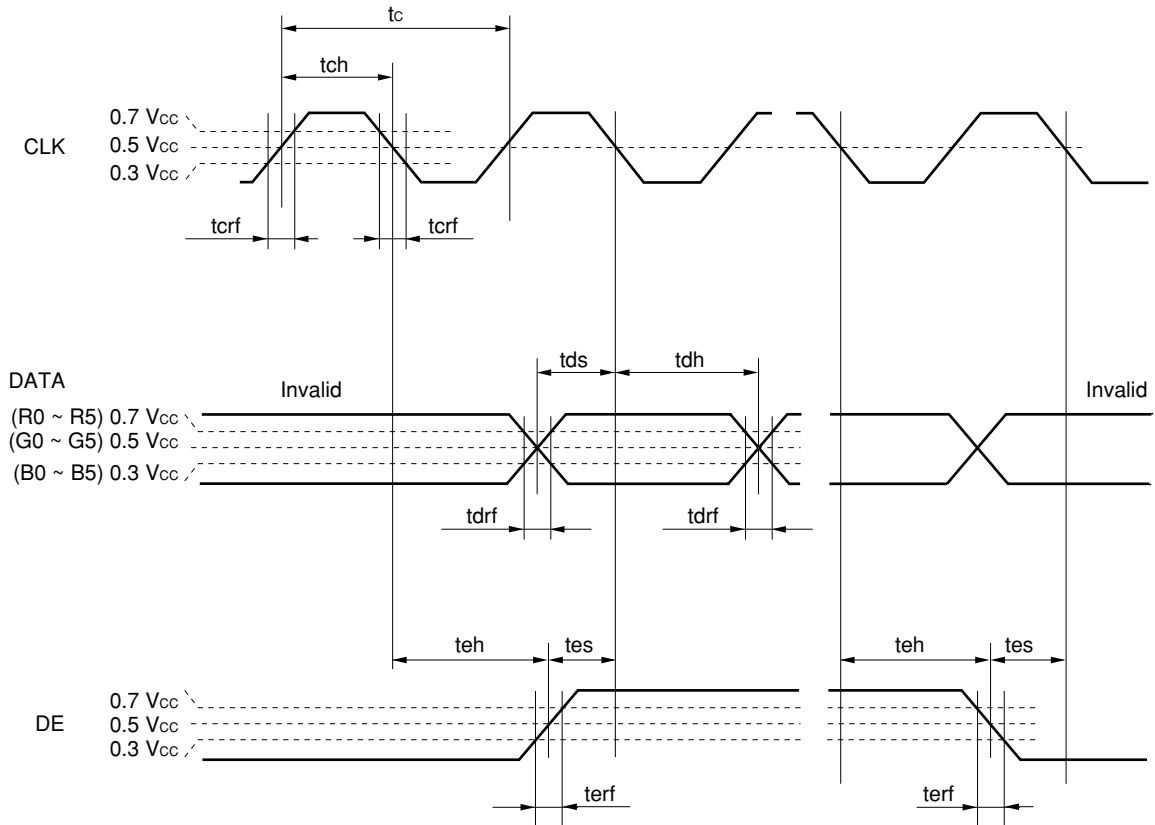 tc
tch
0.7 Vcc
CLK 0.5 Vcc
0.3 Vcc
tcrf tcrf
tds tdh
DATA
Invalid Invalid
(R0 ~ R5) 0.7 Vcc
(G0 ~ G5) 0.5 Vcc
(B0 ~ B5) 0.3 Vcc
tdrf tdrf
teh tes teh tes
0.7 Vcc
DE 0.5 Vcc
0.3 Vcc
terf terf